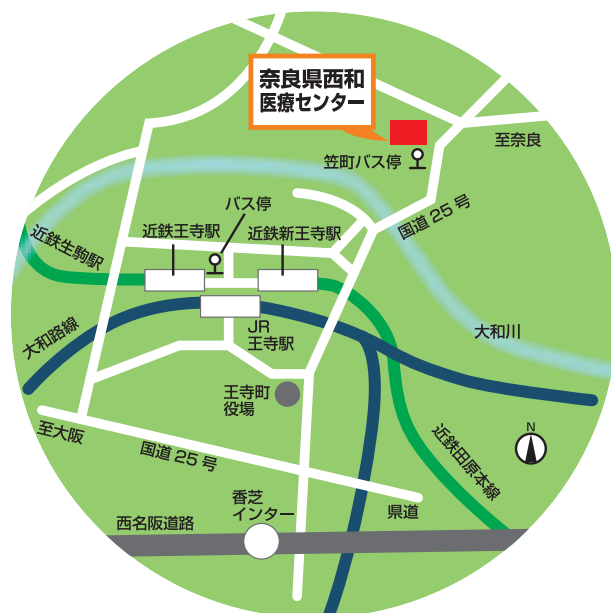 奈良県西和
医療センター
至奈良
笠町バス停
国道25号
バス停
近鉄王寺駅
近鉄新王寺駅
近鉄生駒駅
大和路線
JR
王寺駅
大和川
王寺町
役場
至大阪
国道25号
近鉄田原本線
N
香芝
インター
県道
西名阪道路